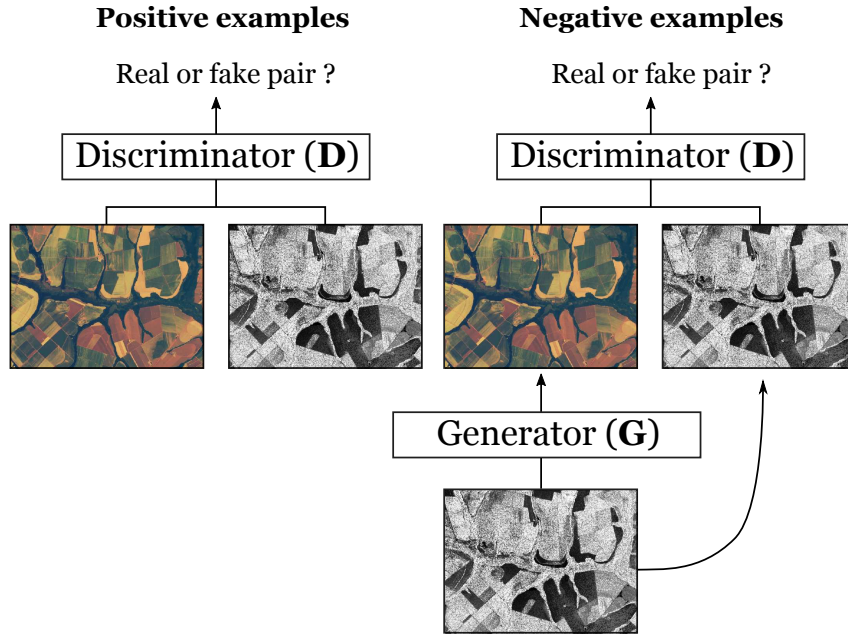 Positive examples
Negative examples
Real or fake pair ?
Real or fake pair ?
Discriminator (D)
Discriminator (D)
Generator (G)